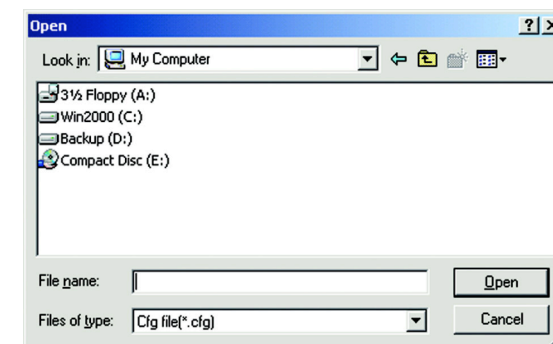 Open
Look in: My Computer
3½ Floppy (A:)
Win2000 (C:)
Backup (D:)
Compact Disc (E:)
File name: Open
Files of type: Cfg file(*.cfg) Cancel